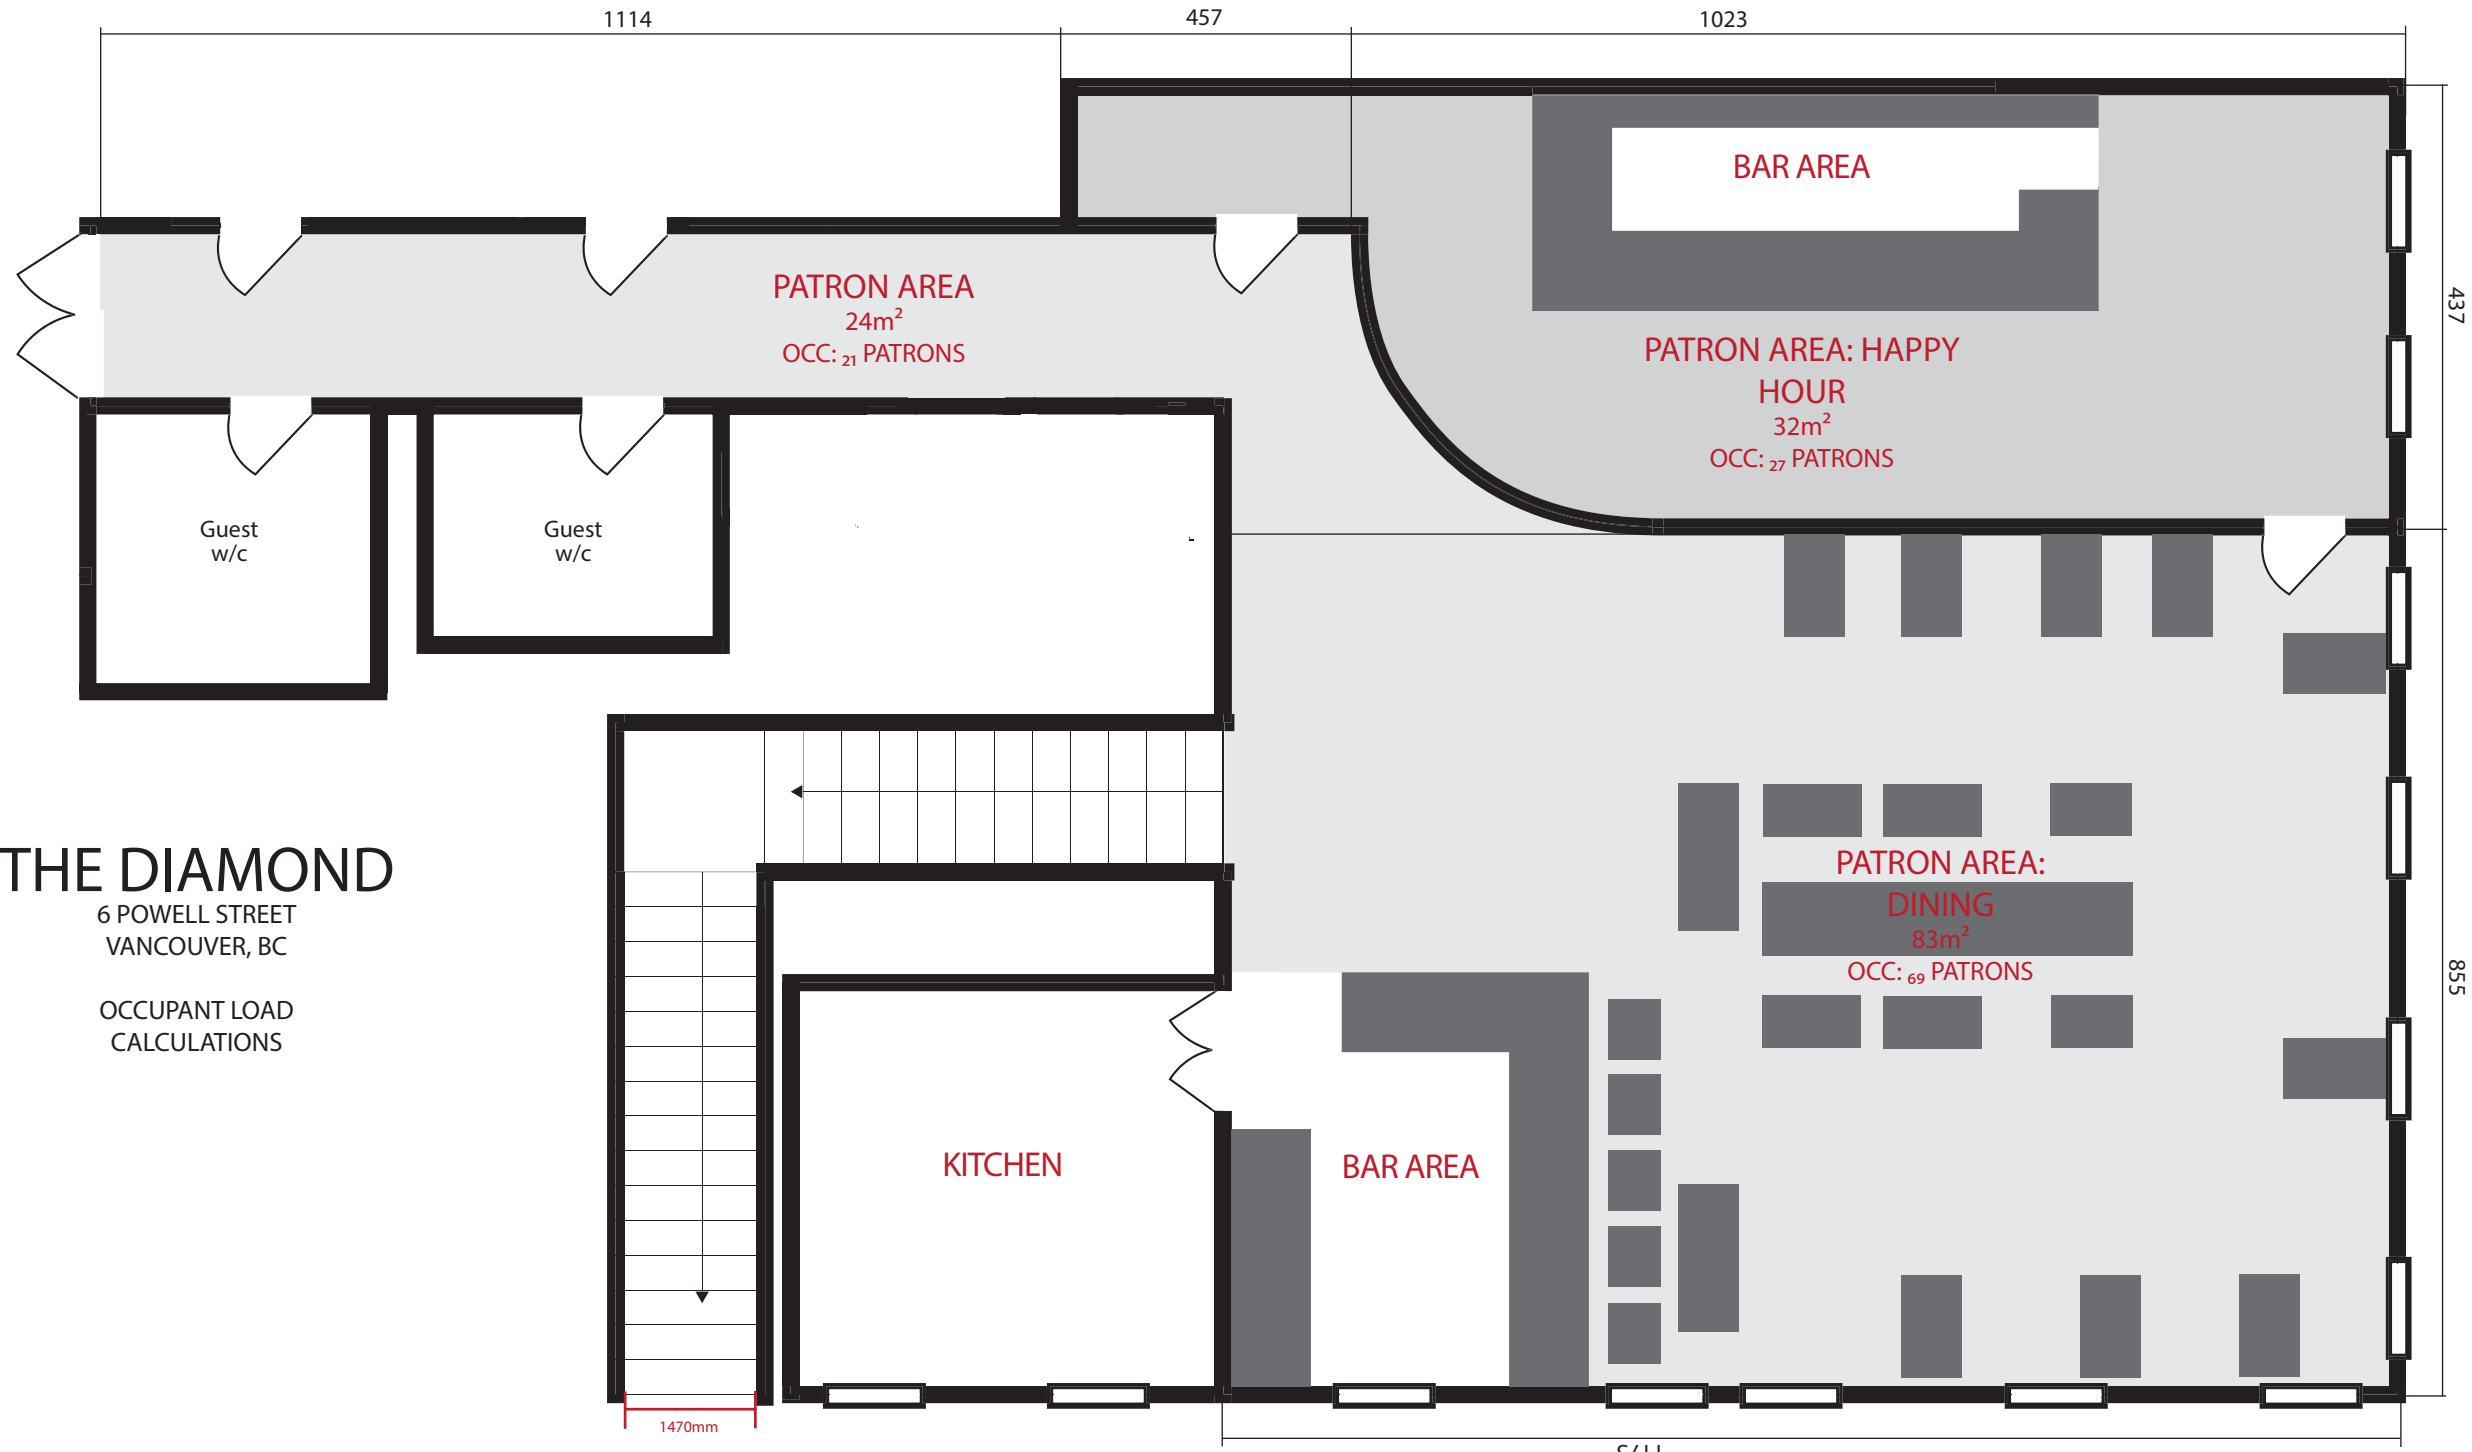 1114
457
1023
BAR AREA
437
PATRON AREA
24m²
OCC: 21 PATRONS
PATRON AREA: HAPPY
HOUR
32m²
OCC: 27 PATRONS
Guest
w/c
Guest
w/c
THE DIAMOND
6 POWELL STREET
VANCOUVER, BC
OCCUPANT LOAD
CALCULATIONS
PATRON AREA:
DINING
83m²
OCC: 69 PATRONS
855
KITCHEN
BAR AREA
1470mm